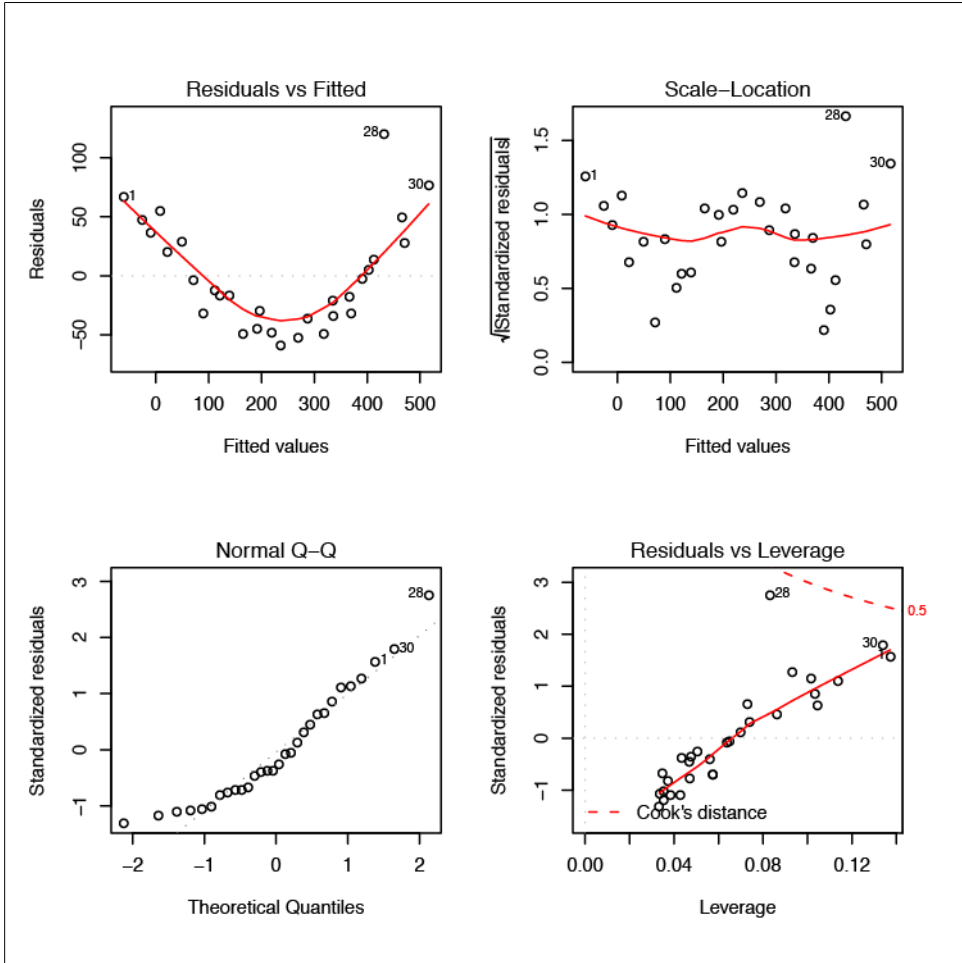 Residuals vs Fitted
Residuals
100
50
0
−50
28
30
1
0 100 200 300 400 500
Fitted values
Scale−Location
√|Standardized residuals|
1.5
1.0
0.5
0.0
28
30
1
0 100 200 300 400 500
Fitted values
Normal Q−Q
Standardized residuals
3
2
1
0
−1
28
30
1
−2 −1 0 1 2
Theoretical Quantiles
Residuals vs Leverage
Standardized residuals
3
2
1
0
−1
28
0.5
30
1
Cook's distance
0.00 0.04 0.08 0.12
Leverage